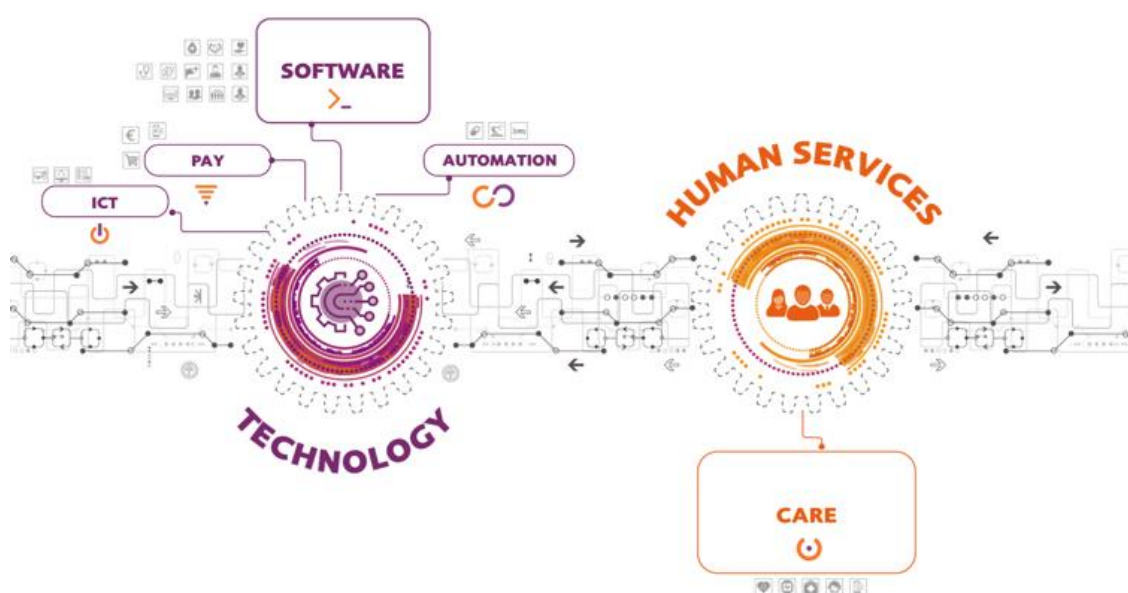 SOFTWARE
PAY
AUTOMATION
ICT
HUMAN SERVICES
TECHNOLOGY
CARE